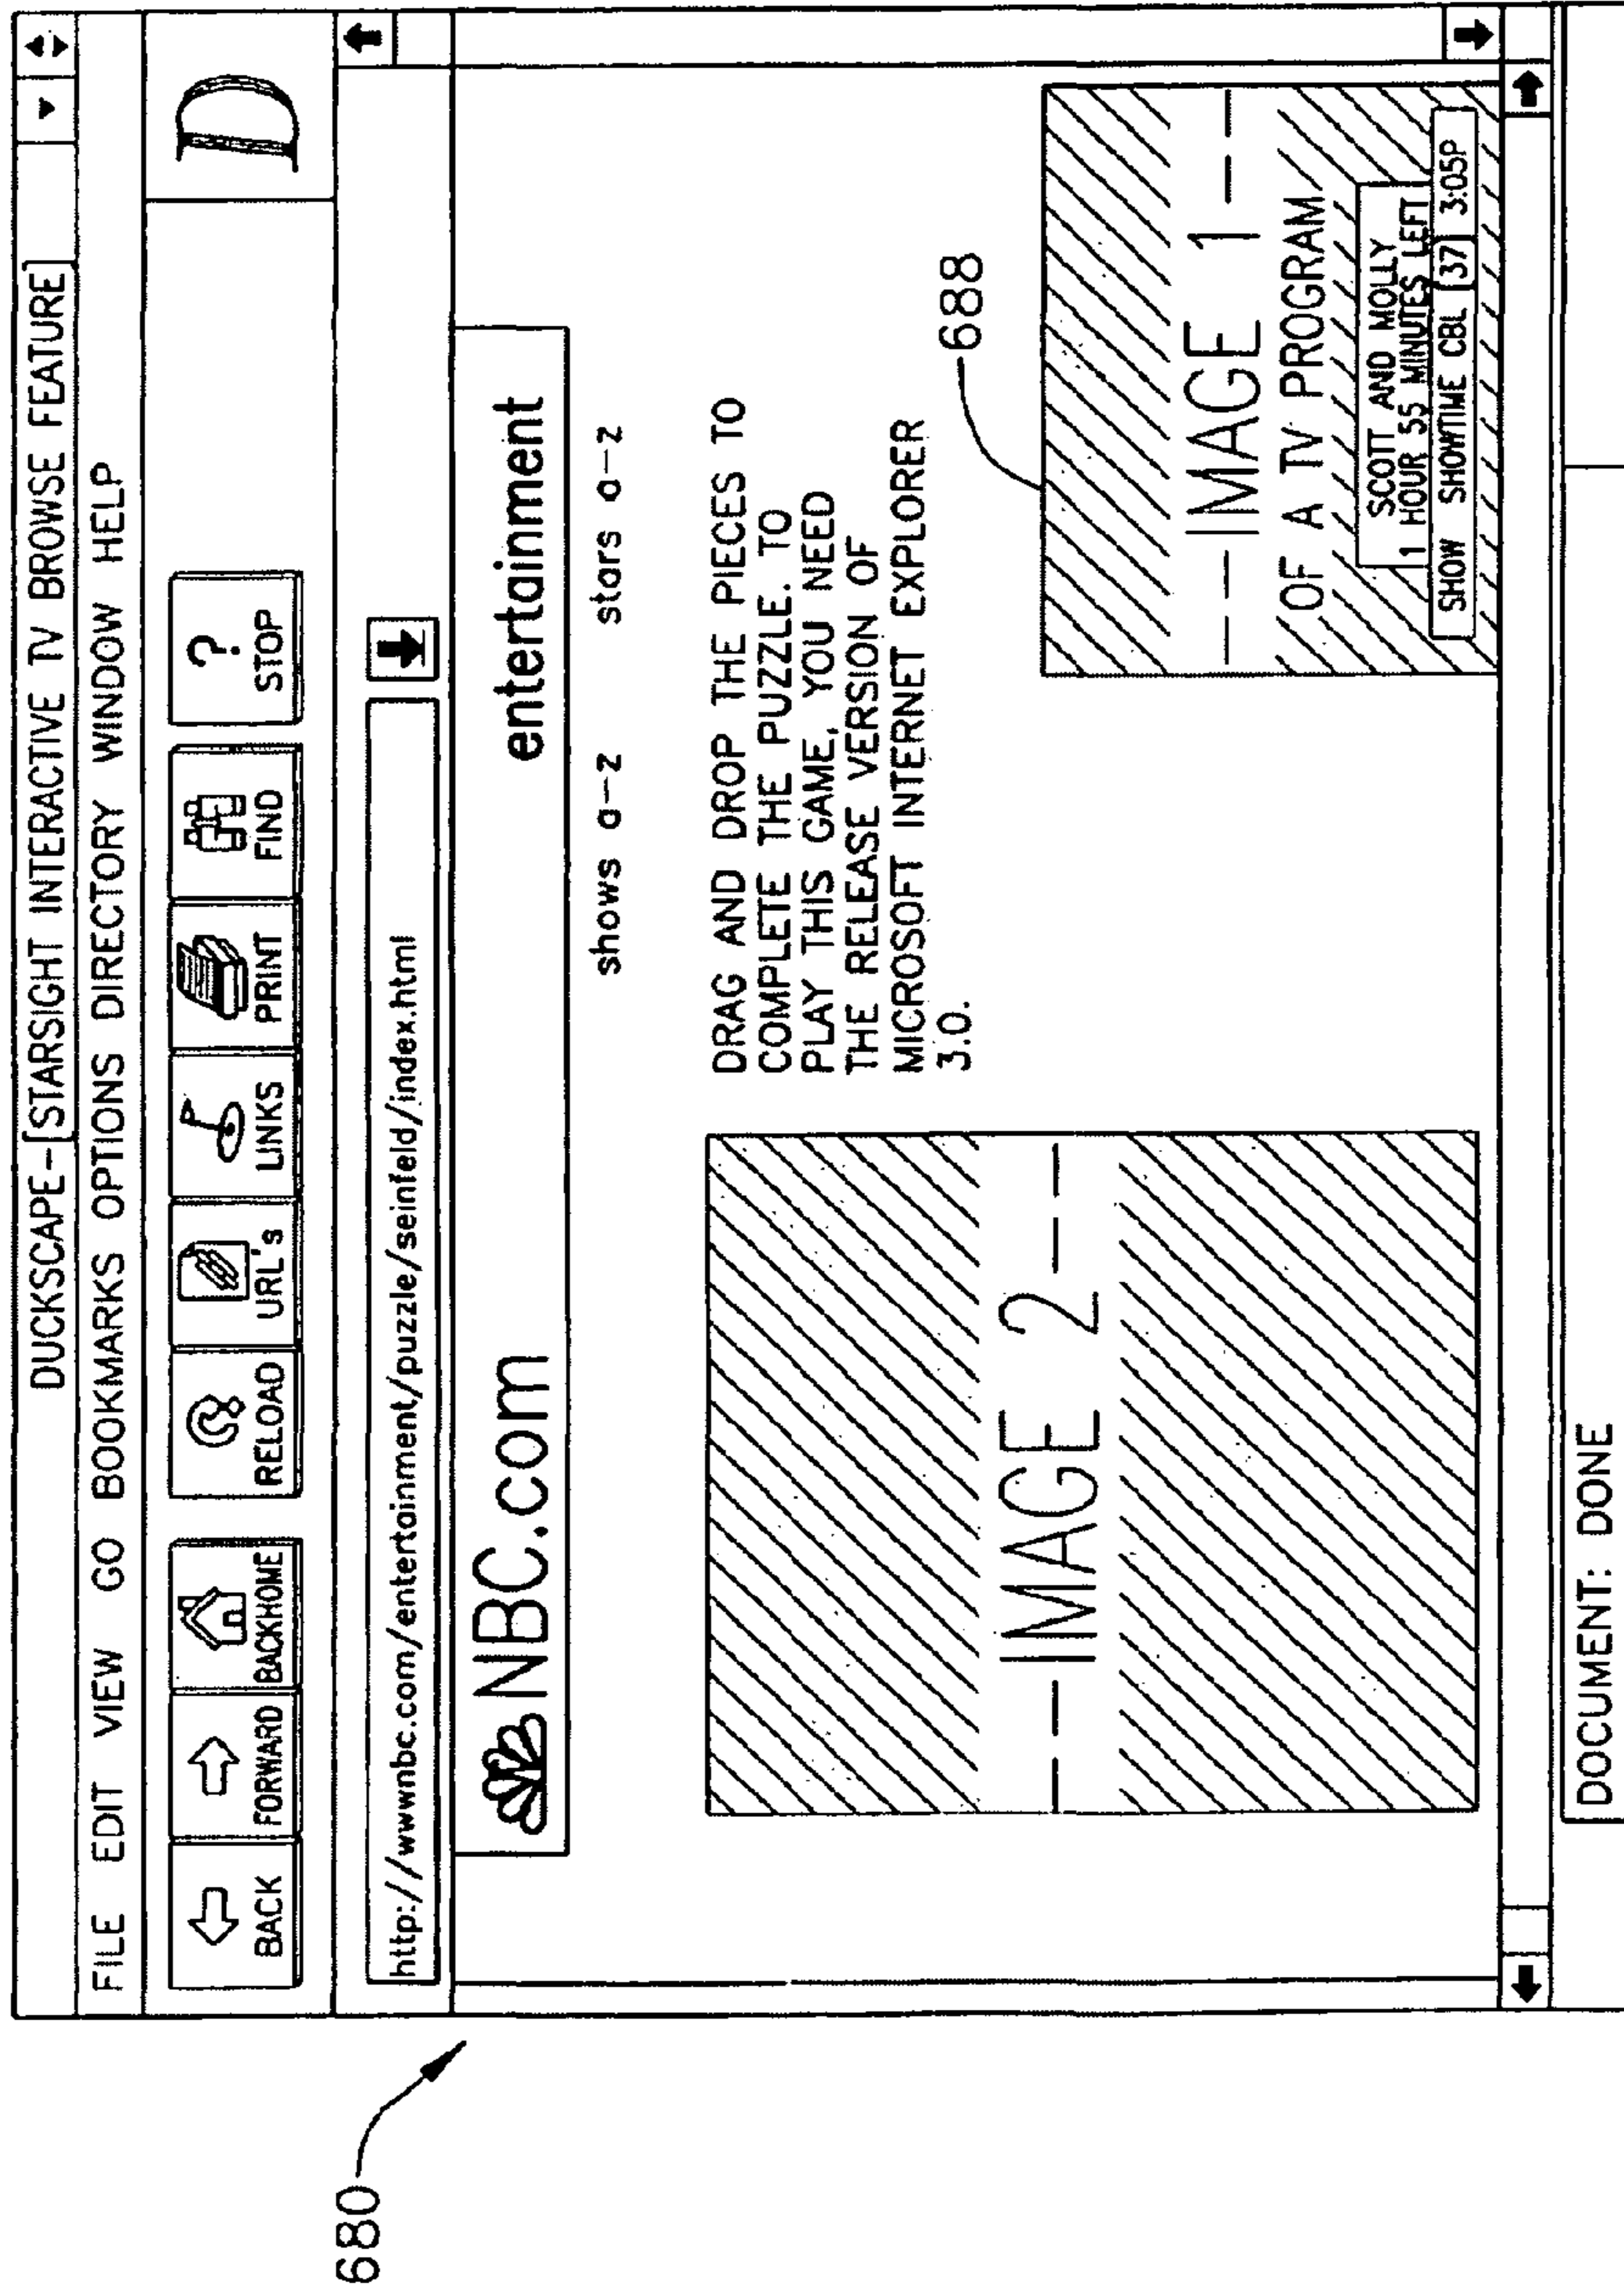 DUCKSCAPE-[STARSIGHT INTERACTIVE TV BROWSE FEATURE]
FILE EDIT VIEW GO BOOKMARKS OPTIONS DIRECTORY WINDOW HELP
BACK FORWARD BACKHOME RELOAD URL's LINKS PRINT FIND ? STOP
D
http://wwnbc.com/entertainment/puzzle/seinfeld/index.html
NBC.com entertainment
shows a-z stars a-z
DRAG AND DROP THE PIECES TO
COMPLETE THE PUZZLE. TO
PLAY THIS GAME, YOU NEED
THE RELEASE VERSION OF
MICROSOFT INTERNET EXPLORER
3.0.
---IMAGE 2---
688
---IMAGE 1---
OF A TV PROGRAM
SCOTT AND MOLLY
1 HOUR 55 MINUTES LEFT
SHOW SHOWTIME CBL [37] 3:05P
DOCUMENT: DONE
680